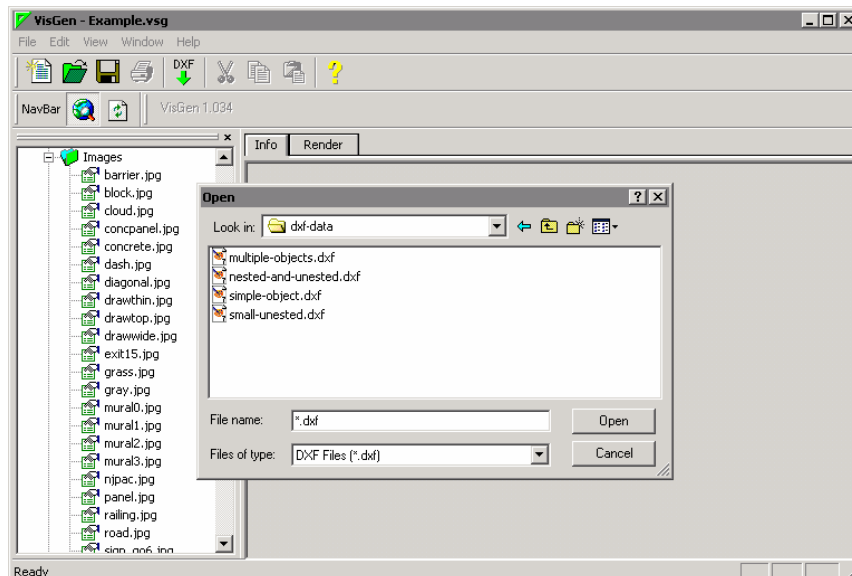 VisGen - Example.vsg
File Edit View Window Help
DXF
NavBar VisGen 1.034
Info Render
Images
barrier.jpg
block.jpg
cloud.jpg
concpanel.jpg
concrete.jpg
dash.jpg
diagonal.jpg
drawthin.jpg
drawtop.jpg
drawwide.jpg
exit15.jpg
grass.jpg
gray.jpg
mural0.jpg
mural1.jpg
mural2.jpg
mural3.jpg
njpac.jpg
panel.jpg
railing.jpg
road.jpg
sign_go6.jpg
Open
Look in: dxf-data
multiple-objects.dxf
nested-and-unested.dxf
simple-object.dxf
small-unested.dxf
File name: *.dxf Open
Files of type: DXF Files (*.dxf) Cancel
Ready